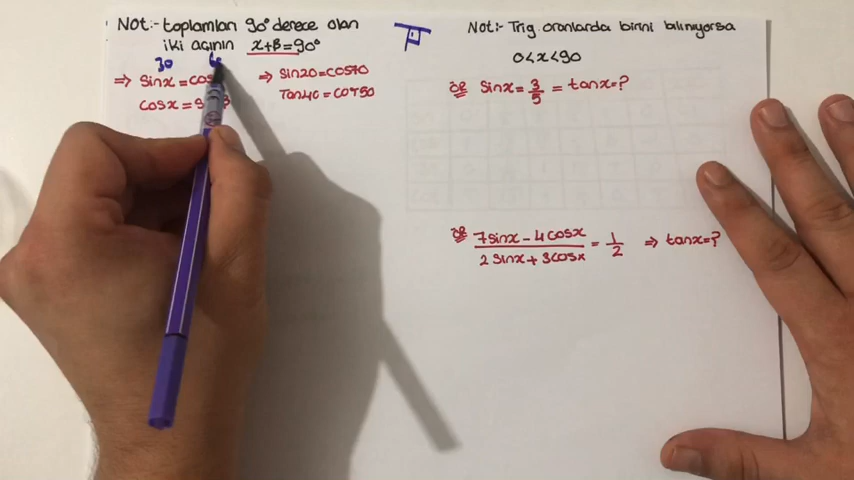 Not:- toplamları 90° derece olan
iki açının x+B=90°
30
⇒ sinx = cos
cosx = s
⇒ sin20=cos70
Tan40=cot50
Not:- Trig oranlarda birini biliniyorsa
0<x<90
ör sinx= 3/5 = tanx=?
ör 7sinx - 4cosx / 2sinx + 3cosx = 1/2 ⇒ tanx=?